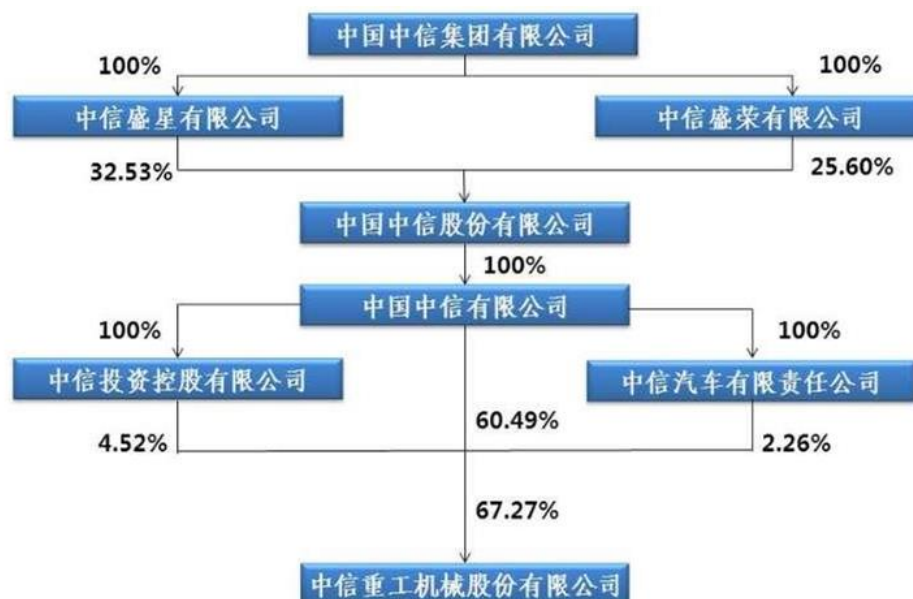 中国中信集团有限公司
100%
100%
中信盛星有限公司
中信盛荣有限公司
32.53%
25.60%
中国中信股份有限公司
100%
中国中信有限公司
100%
100%
中信投资控股有限公司
中信汽车有限责任公司
60.49%
4.52%
2.26%
67.27%
中信重工机械股份有限公司